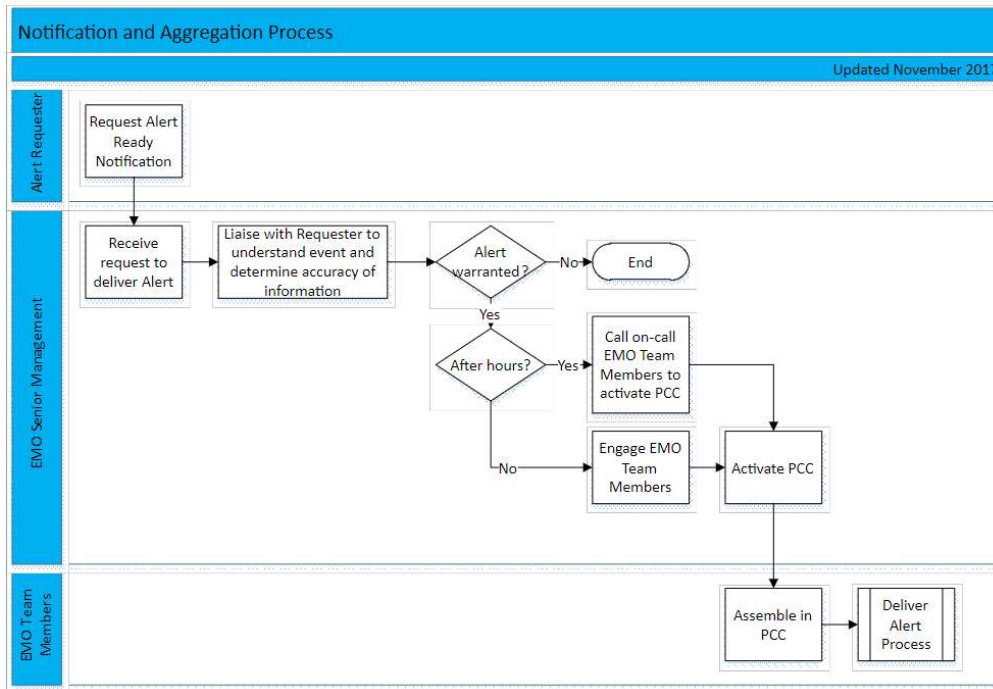 Notification and Aggregation Process
Updated November 2017
Alert Requester
Request Alert
Ready
Notification
EMO Senior Management
Receive
request to
deliver Alert
Liaise with Requester to
understand event and
determine accuracy of
information
Alert
warranted?
No
End
Yes
After hours?
Yes
Call on-call
EMO Team
Members to
activate PCC
No
Engage EMO
Team
Members
Activate PCC
EMO Team
Members
Assemble in
PCC
Deliver
Alert
Process